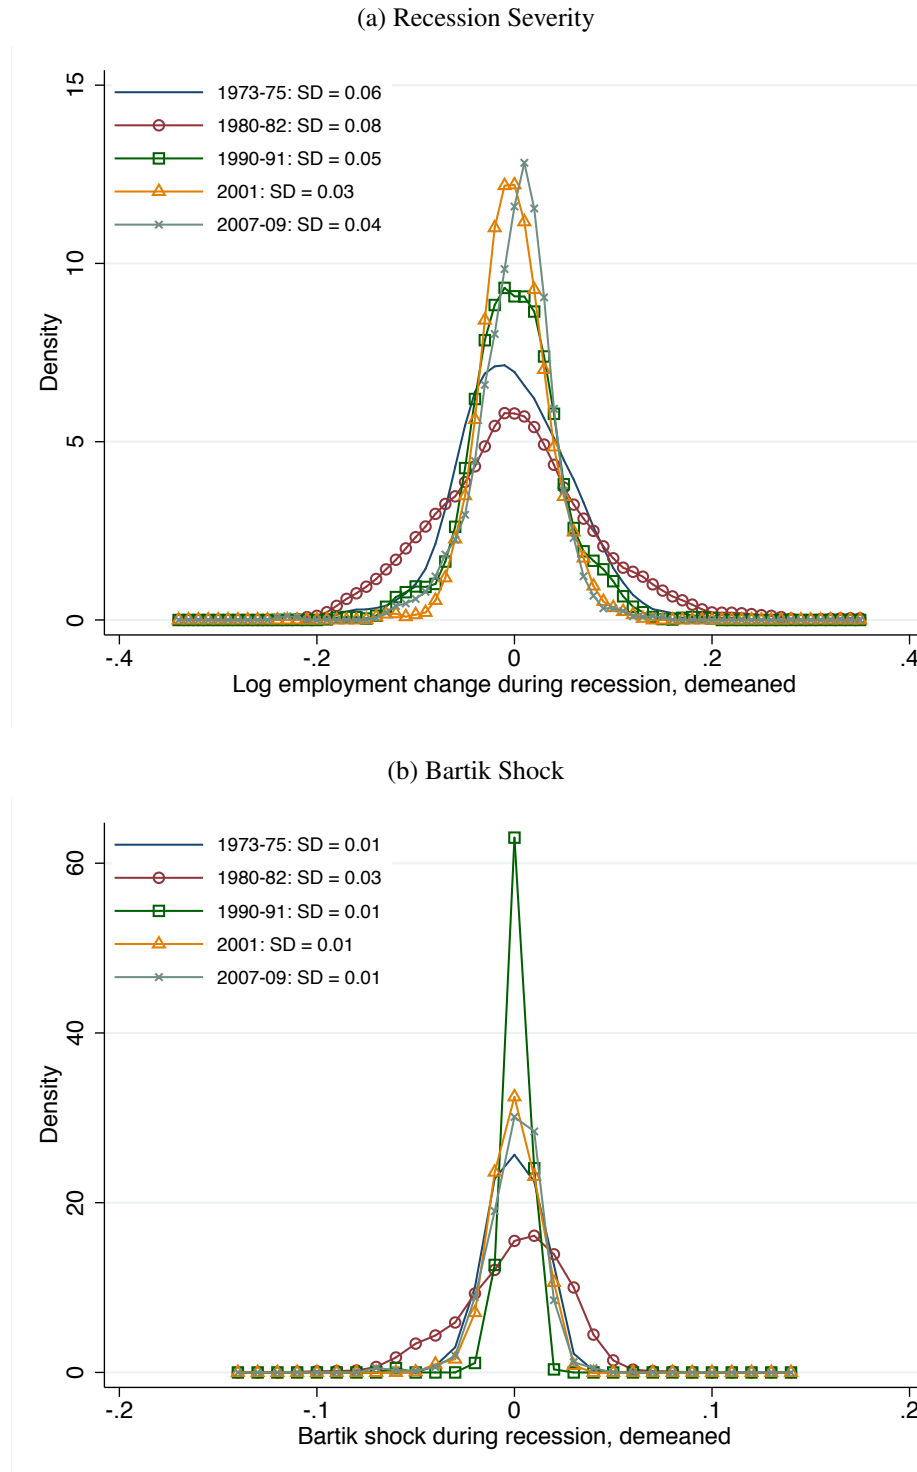 (a) Recession Severity
15
10
5
0
Density
1973-75: SD = 0.06
1980-82: SD = 0.08
1990-91: SD = 0.05
2001: SD = 0.03
2007-09: SD = 0.04
-.4 -.2 0 .2 .4
Log employment change during recession, demeaned
(b) Bartik Shock
60
40
20
0
Density
1973-75: SD = 0.01
1980-82: SD = 0.03
1990-91: SD = 0.01
2001: SD = 0.01
2007-09: SD = 0.01
-.2 -.1 0 .1 .2
Bartik shock during recession, demeaned